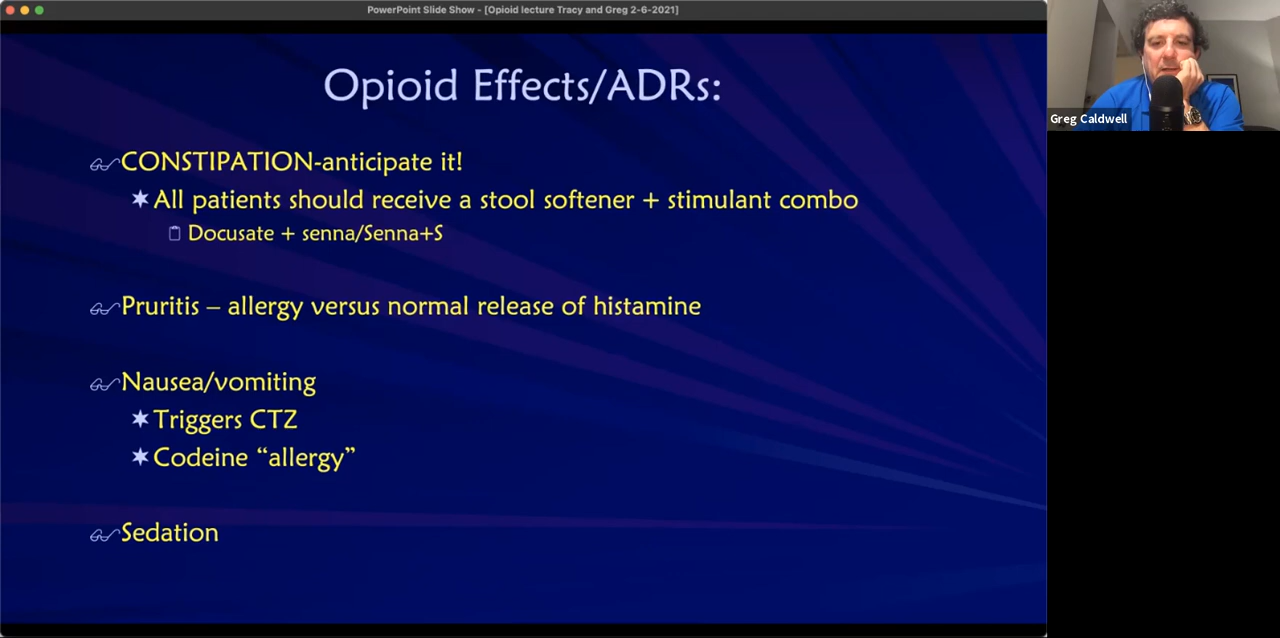 PowerPoint Slide Show - [Opioid lecture Tracy and Greg 2-6-2021]
Opioid Effects/ADRs:
CONSTIPATION-anticipate it!
All patients should receive a stool softener + stimulant combo
Docusate + senna/Senna+S
Pruritis – allergy versus normal release of histamine
Nausea/vomiting
Triggers CTZ
Codeine “allergy”
Sedation
Greg Caldwell